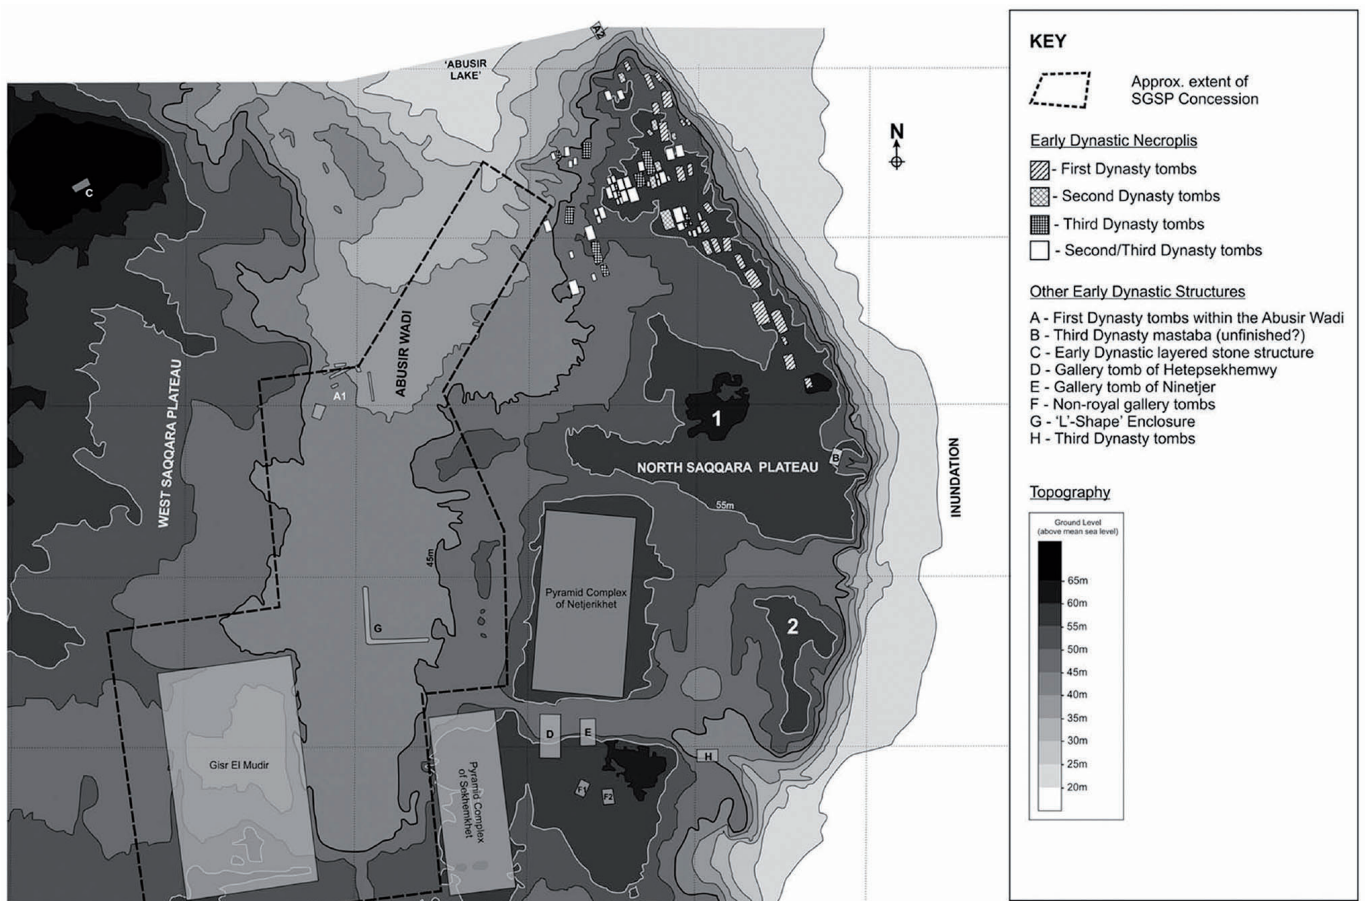 A2
'ABUSIR
LAKE'
C
N
WEST SAQQARA PLATEAU
ABUSIR WADI
A1
1
NORTH SAQQARA PLATEAU
B
55m
INUNDATION
45m
Pyramid Complex
of Netjerikhet
2
G
Gisr El Mudir
Pyramid Complex
of Sekhemkhet
D
E
H
F1
F2
KEY
Approx. extent of
SGSP Concession
Early Dynastic Necroplis
- First Dynasty tombs
- Second Dynasty tombs
- Third Dynasty tombs
- Second/Third Dynasty tombs
Other Early Dynastic Structures
A - First Dynasty tombs within the Abusir Wadi
B - Third Dynasty mastaba (unfinished?)
C - Early Dynastic layered stone structure
D - Gallery tomb of Hetepsekhemwy
E - Gallery tomb of Ninetjer
F - Non-royal gallery tombs
G - 'L'-Shape' Enclosure
H - Third Dynasty tombs
Topography
Ground Level
(above mean sea level)
65m
60m
55m
50m
45m
40m
35m
30m
25m
20m